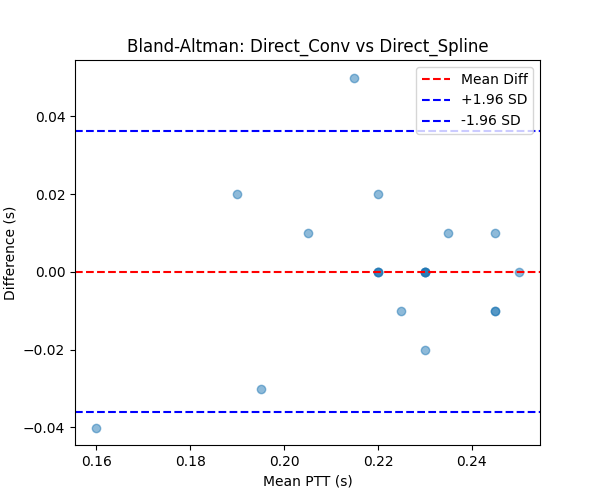 Bland-Altman: Direct_Conv vs Direct_Spline
Mean Diff
+1.96 SD
-1.96 SD
Difference (s)
0.04
0.02
0.00
−0.02
−0.04
0.16
0.18
0.20
0.22
0.24
Mean PTT (s)